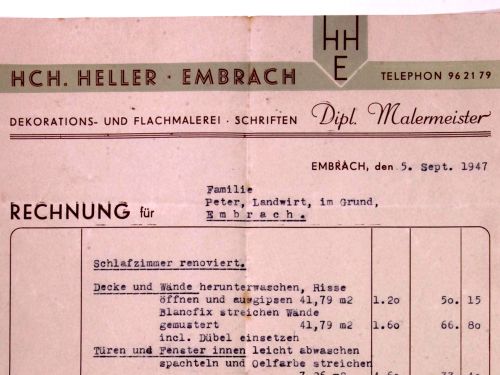 HHE
HCH. HELLER · EMBRACH
TELEPHON 96 21 79
DEKORATIONS- UND FLACHMALEREI · SCHRIFTEN Dipl. Malermeister
EMBRACH, den 5. Sept. 1947
Familie
RECHNUNG für Peter, Landwirt, im Grund,
Embrach.
Schlafzimmer renoviert.
Decke und Wände herunterwaschen, Risse
öffnen und ausgipsen 41,79 m2 1.20 50. 15
Blancfix streichen Wände
gemustert 41,79 m2 1.60 66. 80
incl. Dübel einsetzen
Türen und Fenster innen leicht abwaschen
spachteln und Oelfarbe streichen